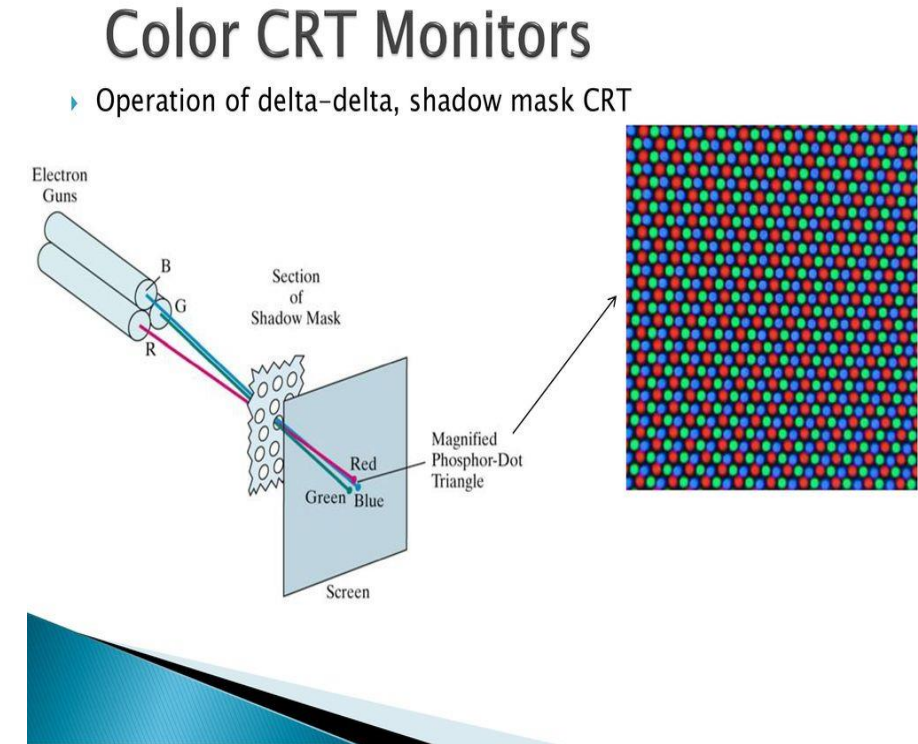 Color CRT Monitors
Operation of delta-delta, shadow mask CRT
Electron
Guns
B
G
R
Section
of
Shadow Mask
Magnified
Phosphor-Dot
Triangle
Red
Green Blue
Screen